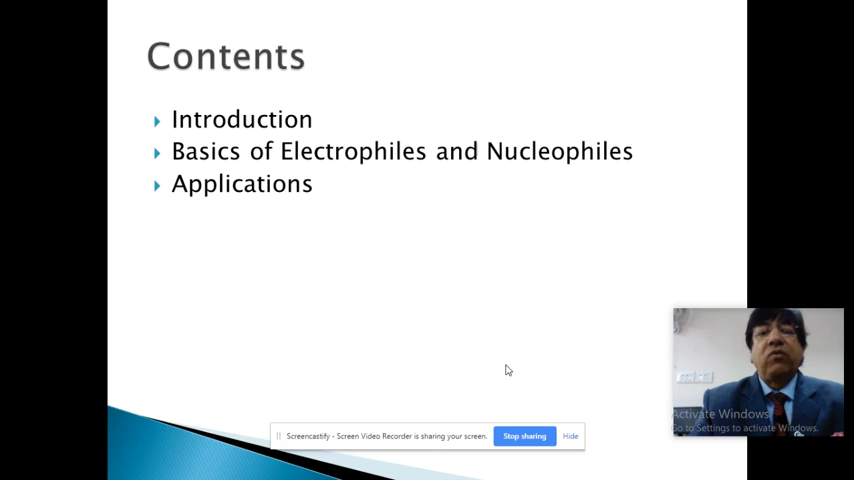 Contents
Introduction
Basics of Electrophiles and Nucleophiles
Applications
Activate Windows
Go to Settings to activate Windows.
Screencastify - Screen Video Recorder is sharing your screen.
Stop sharing
Hide